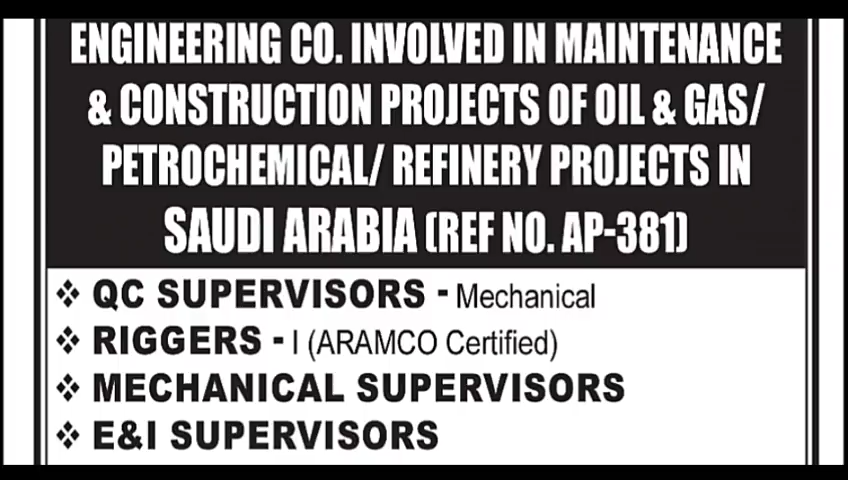 ENGINEERING CO. INVOLVED IN MAINTENANCE
& CONSTRUCTION PROJECTS OF OIL & GAS/
PETROCHEMICAL/ REFINERY PROJECTS IN
SAUDI ARABIA (REF NO. AP-381)
❖ QC SUPERVISORS - Mechanical
❖ RIGGERS - I (ARAMCO Certified)
❖ MECHANICAL SUPERVISORS
❖ E&I SUPERVISORS